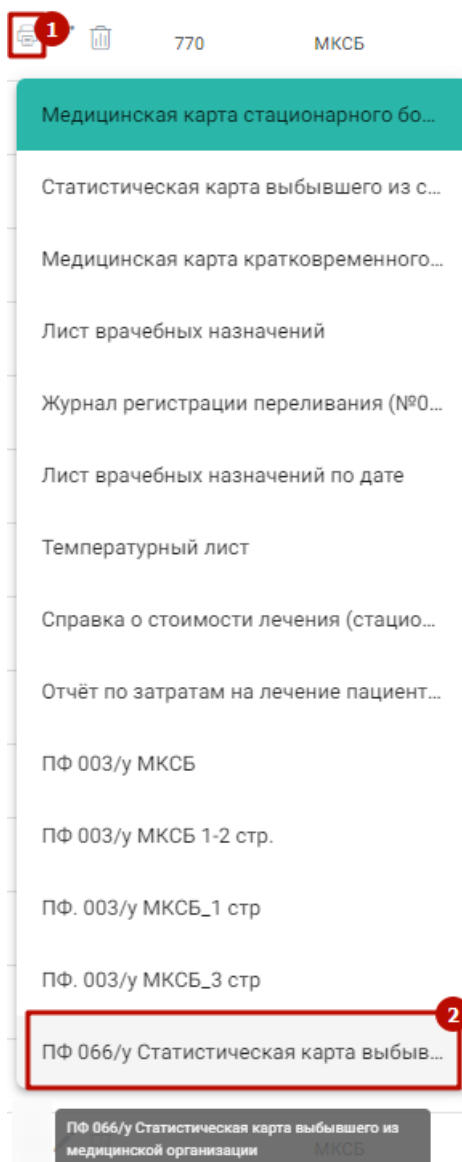 1
770 МКСБ
Медицинская карта стационарного бо...
Статистическая карта выбывшего из с...
Медицинская карта кратковременного...
Лист врачебных назначений
Журнал регистрации переливания (№0...
Лист врачебных назначений по дате
Температурный лист
Справка о стоимости лечения (стацио...
Отчёт по затратам на лечение пациент...
ПФ 003/у МКСБ
ПФ 003/у МКСБ 1-2 стр.
ПФ. 003/у МКСБ_1 стр
ПФ. 003/у МКСБ_3 стр
2
ПФ 066/у Статистическая карта выбыв...
ПФ 066/у Статистическая карта выбывшего из
медицинской организации
МКСБ